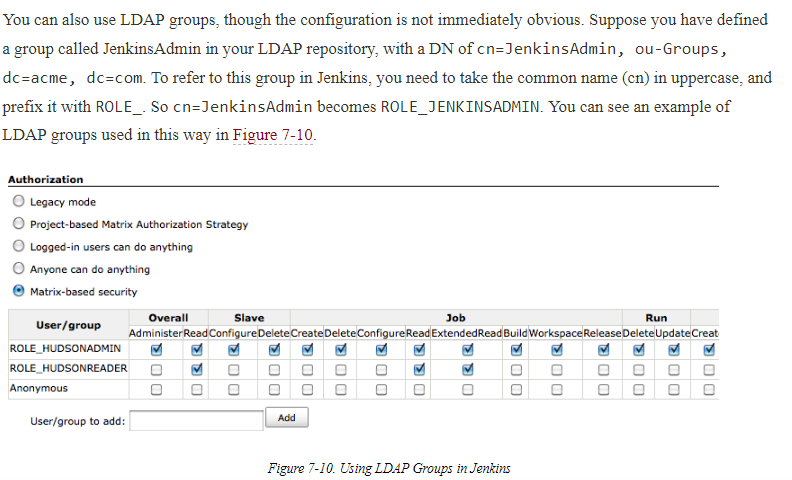 You can also use LDAP groups, though the configuration is not immediately obvious. Suppose you have defined
a group called JenkinsAdmin in your LDAP repository, with a DN of cn=JenkinsAdmin, ou-Groups,
dc=acme, dc=com. To refer to this group in Jenkins, you need to take the common name (cn) in uppercase, and
prefix it with ROLE_. So cn=JenkinsAdmin becomes ROLE_JENKINSADMIN. You can see an example of
LDAP groups used in this way in Figure 7-10.
Authorization
Legacy mode
Project-based Matrix Authorization Strategy
Logged-in users can do anything
Anyone can do anything
Matrix-based security
User/group Overall Slave Job Run
Administer Read Configure Delete Create Delete Configure Read ExtendedRead Build Workspace Release Delete Update Creat
ROLE_HUDSONADMIN
ROLE_HUDSONREADER
Anonymous
User/group to add: Add
Figure 7-10. Using LDAP Groups in Jenkins